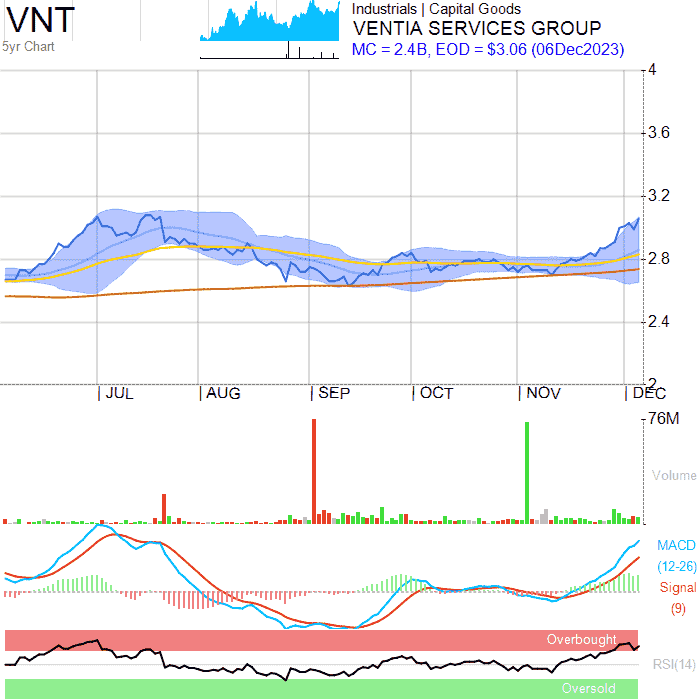 VNT
5yr Chart
Industrials | Capital Goods
VENTIA SERVICES GROUP
MC = 2.4B, EOD = $3.06 (06Dec2023)
4
3.6
3.2
2.8
2.4
2
| JUL | AUG | SEP | OCT | NOV | DEC
76M
Volume
MACD
(12-26)
Signal
(9)
Overbought
RSI(14)
Oversold